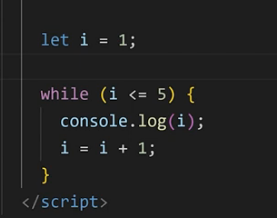 let i = 1;
while (i <= 5) {
console.log(i);
i = i + 1;
}
</script>